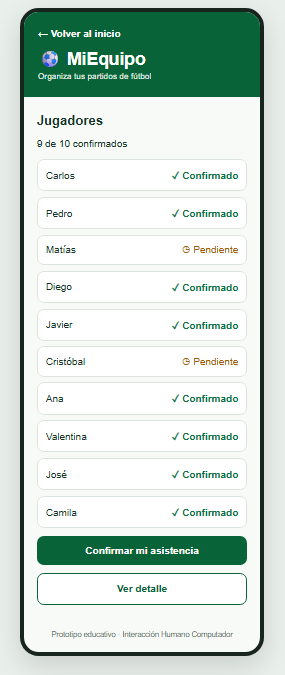 ← Volver al inicio
⚽ MiEquipo
Organiza tus partidos de fútbol
Jugadores
9 de 10 confirmados
Carlos ✓ Confirmado
Pedro ✓ Confirmado
Matías ◷ Pendiente
Diego ✓ Confirmado
Javier ✓ Confirmado
Cristóbal ◷ Pendiente
Ana ✓ Confirmado
Valentina ✓ Confirmado
José ✓ Confirmado
Camila ✓ Confirmado
Confirmar mi asistencia
Ver detalle
Prototipo educativo · Interacción Humano Computador